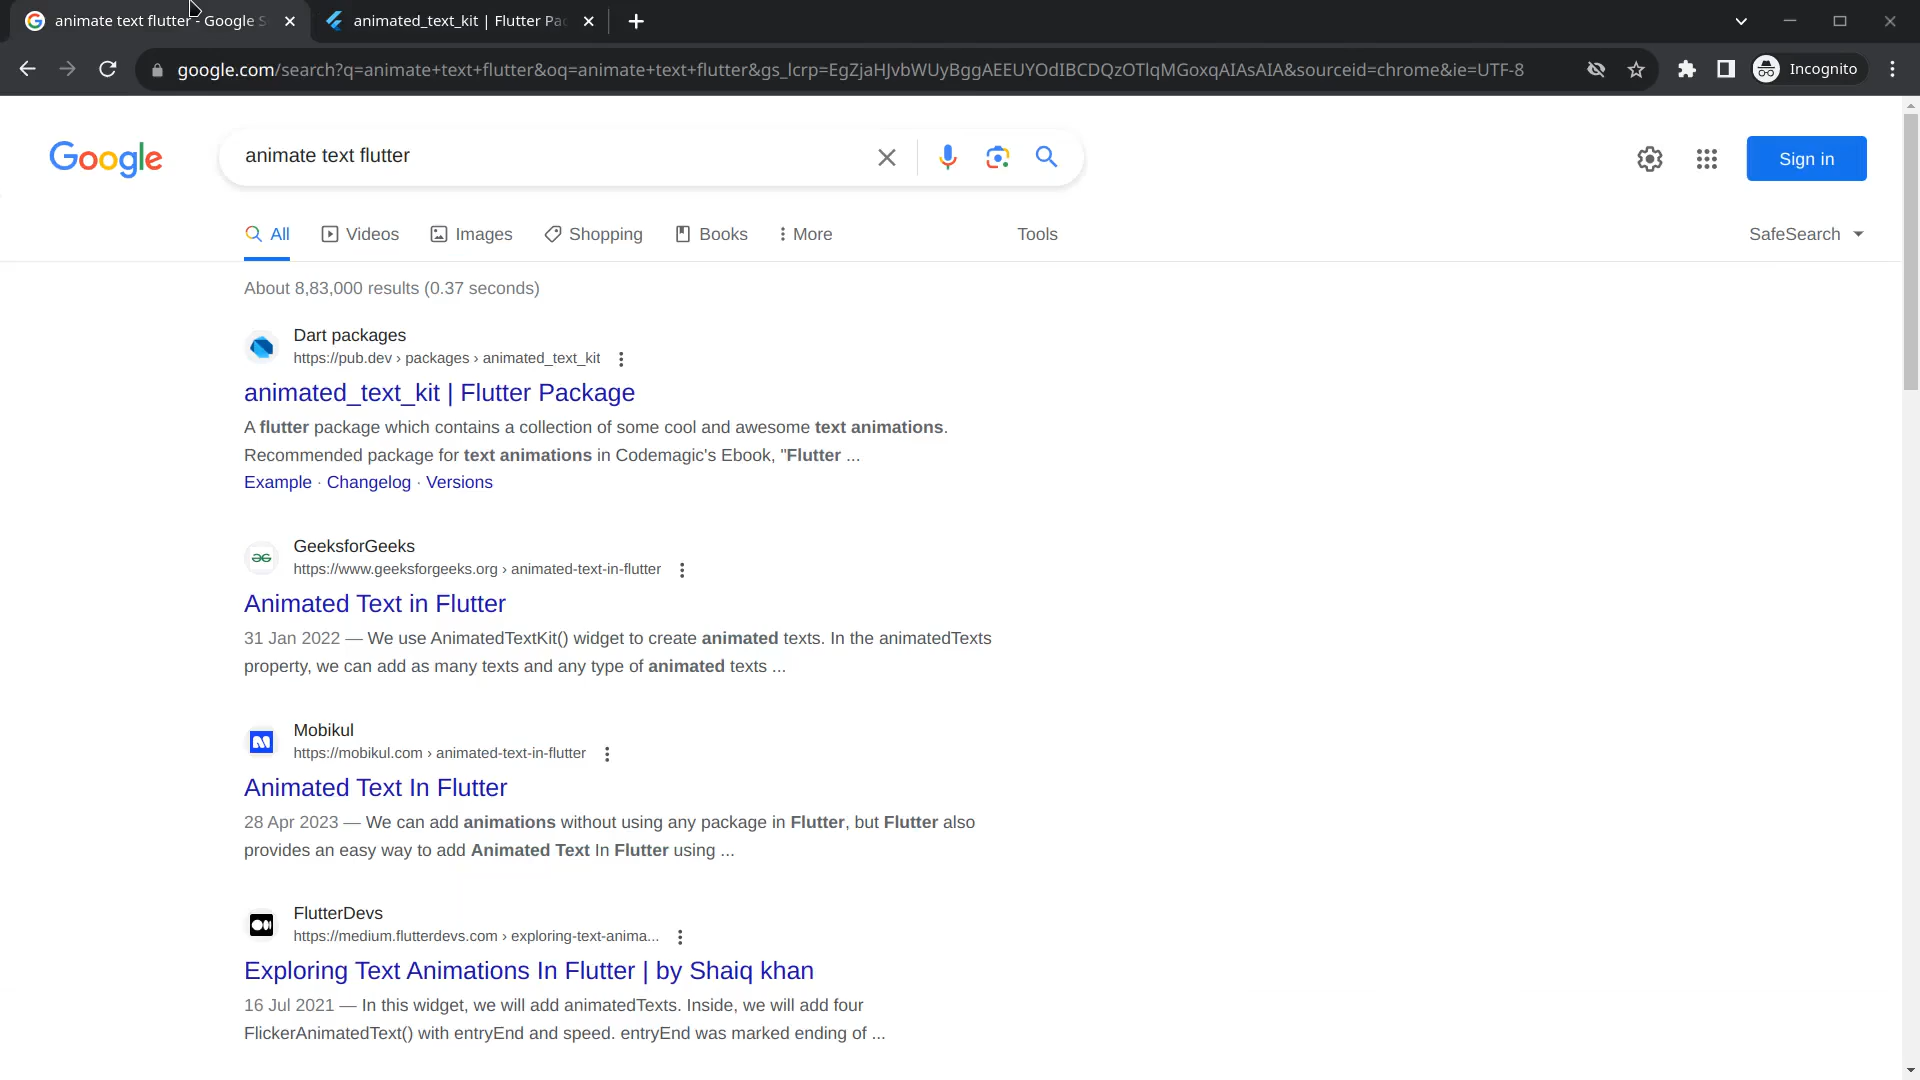 animate text flutter - Google S
animated_text_kit | Flutter Pac
google.com/search?q=animate+text+flutter&oq=animate+text+flutter&gs_lcrp=EgZjaHJvbWUyBggAEEUYOdIBCDQzOTlqMGoxqAIAsAIA&sourceid=chrome&ie=UTF-8
Incognito
Google
animate text flutter
Sign in
All
Videos
Images
Shopping
Books
More
Tools
SafeSearch
About 8,83,000 results (0.37 seconds)
Dart packages
https://pub.dev › packages › animated_text_kit
animated_text_kit | Flutter Package
A flutter package which contains a collection of some cool and awesome text animations.
Recommended package for text animations in Codemagic's Ebook, "Flutter ...
Example · Changelog · Versions
GeeksforGeeks
https://www.geeksforgeeks.org › animated-text-in-flutter
Animated Text in Flutter
31 Jan 2022 — We use AnimatedTextKit() widget to create animated texts. In the animatedTexts
property, we can add as many texts and any type of animated texts ...
Mobikul
https://mobikul.com › animated-text-in-flutter
Animated Text In Flutter
28 Apr 2023 — We can add animations without using any package in Flutter, but Flutter also
provides an easy way to add Animated Text In Flutter using ...
FlutterDevs
https://medium.flutterdevs.com › exploring-text-anima...
Exploring Text Animations In Flutter | by Shaiq khan
16 Jul 2021 — In this widget, we will add animatedTexts. Inside, we will add four
FlickerAnimatedText() with entryEnd and speed. entryEnd was marked ending of ...